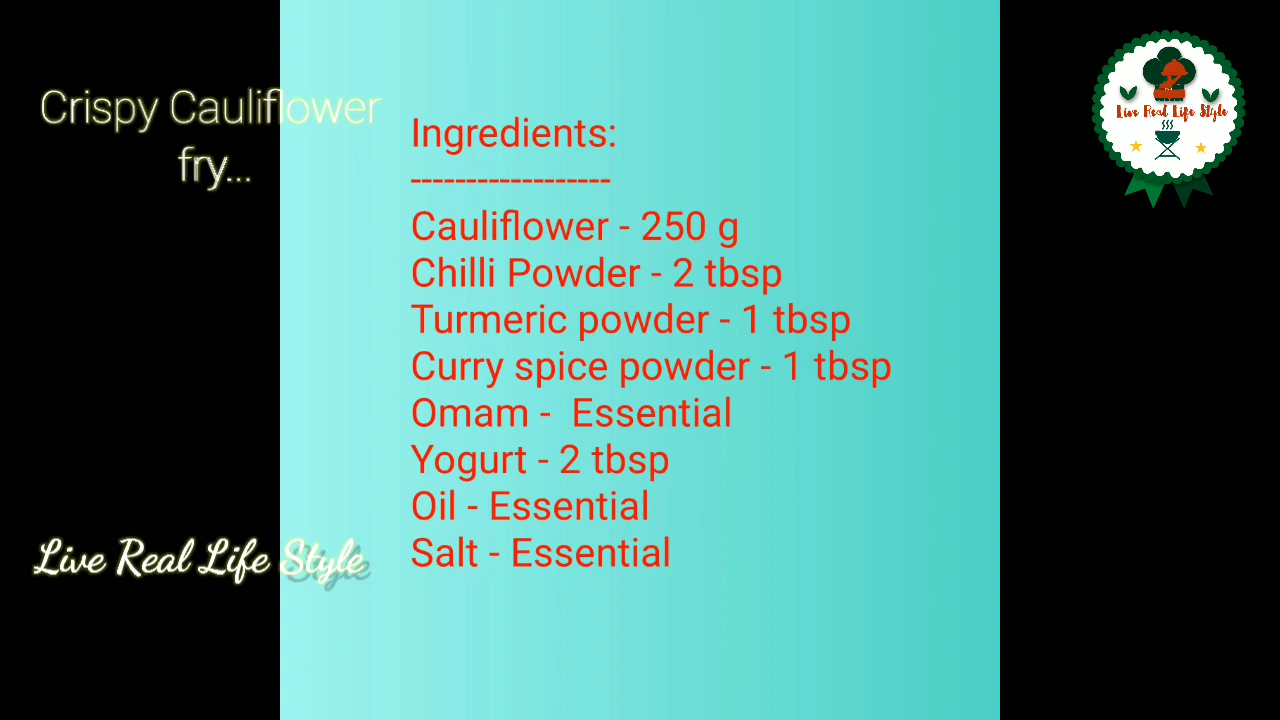 Crispy Cauliflower
fry...
Ingredients:
------------------
Cauliflower - 250 g
Chilli Powder - 2 tbsp
Turmeric powder - 1 tbsp
Curry spice powder - 1 tbsp
Omam -  Essential
Yogurt - 2 tbsp
Oil - Essential
Salt - Essential
Live Real Life Style
Live Real Life Style